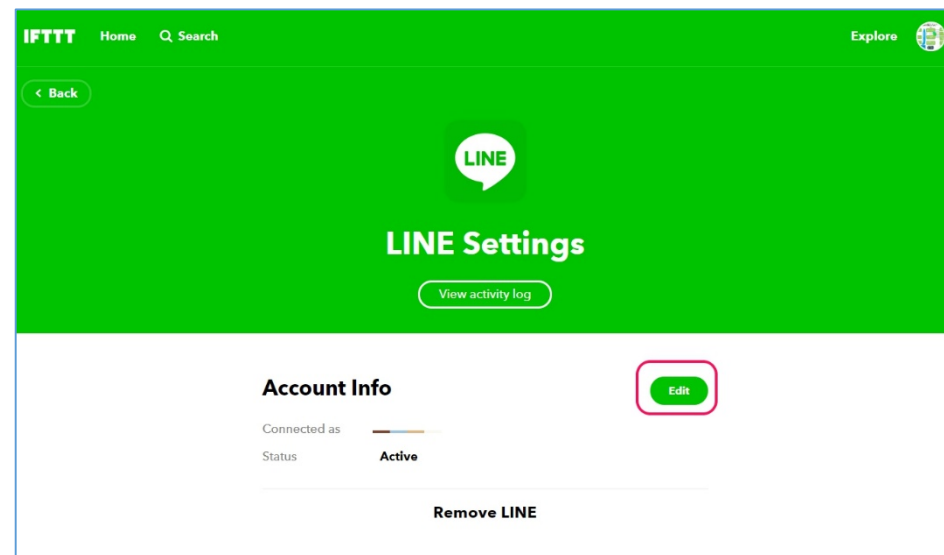 IFTTT Home Search Explore
Back
LINE
LINE Settings
View activity log
Account Info Edit
Connected as
Status Active
Remove LINE